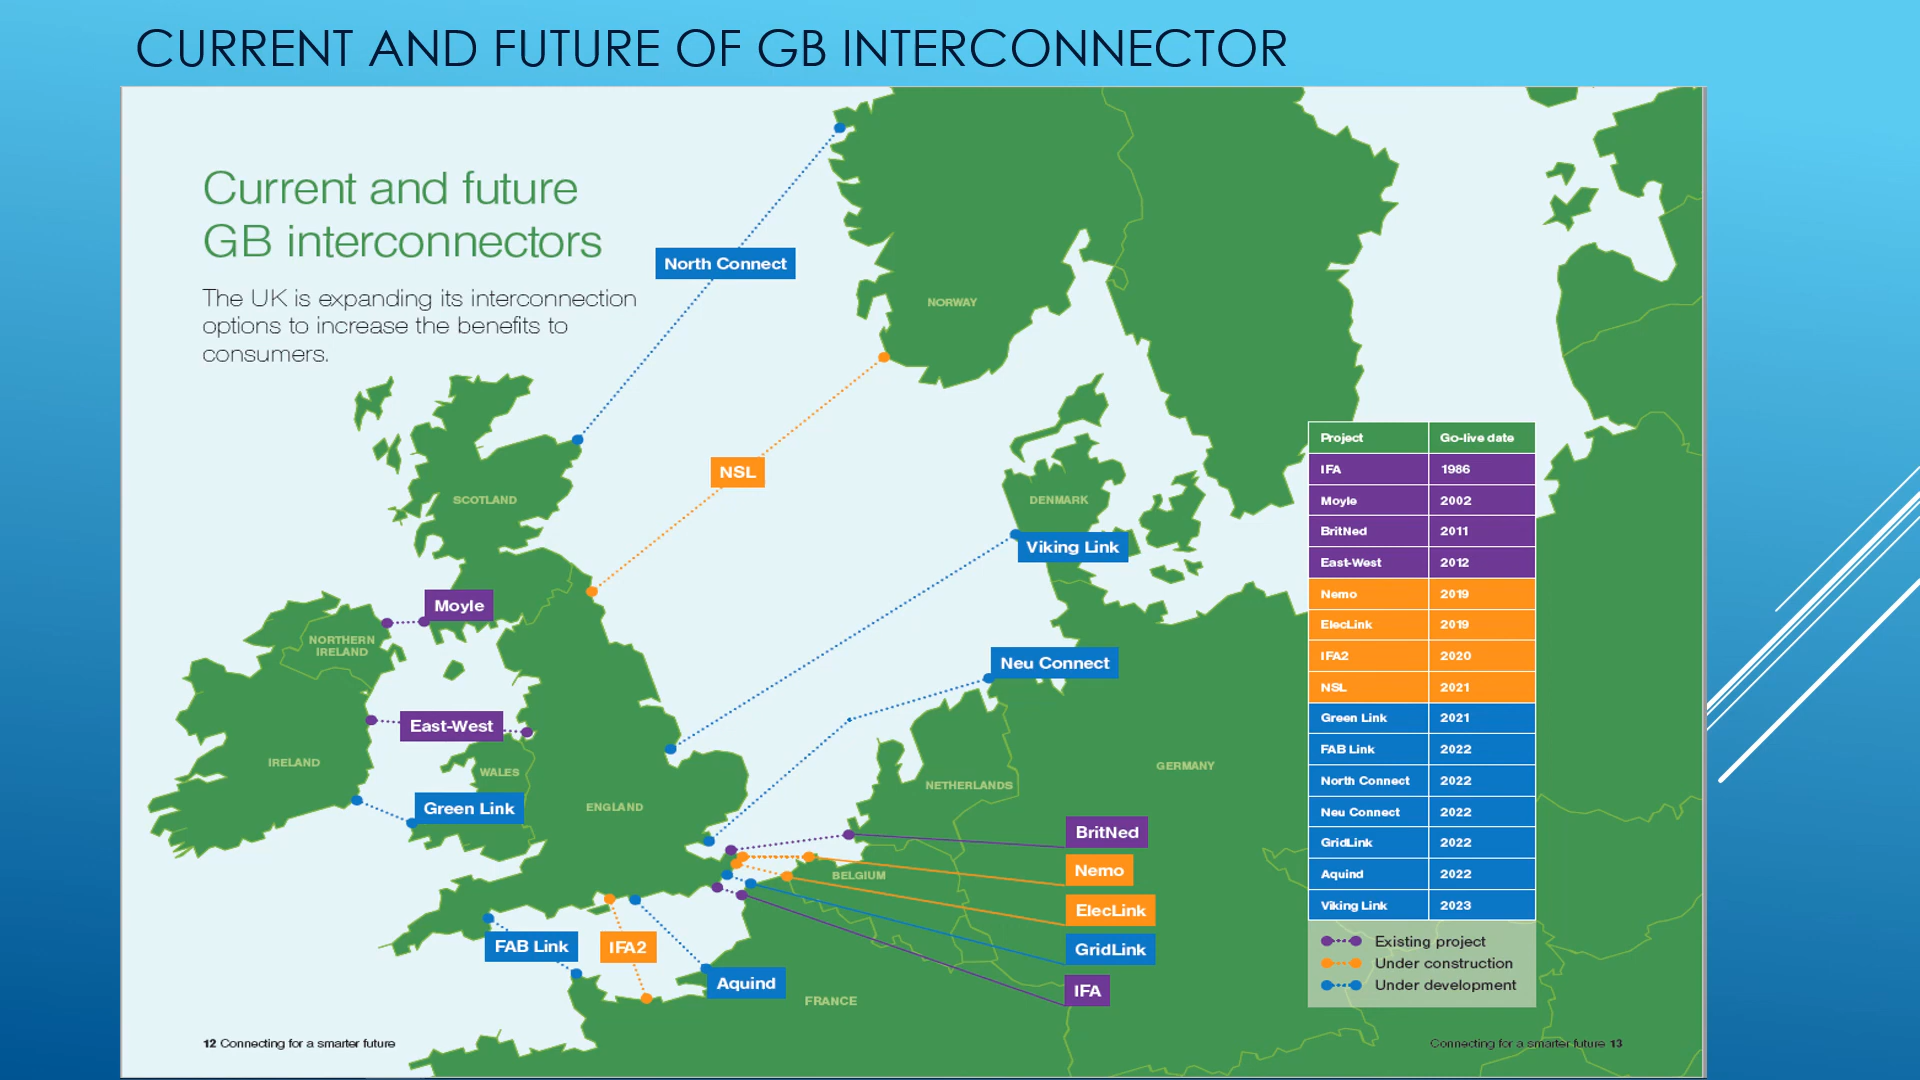 CURRENT AND FUTURE OF GB INTERCONNECTOR
Current and future
GB interconnectors
The UK is expanding its interconnection
options to increase the benefits to
consumers.
North Connect
NORWAY
NSL
SCOTLAND
DENMARK
Viking Link
Moyle
NORTHERN
IRELAND
Neu Connect
East-West
IRELAND
WALES
GERMANY
NETHERLANDS
Green Link
ENGLAND
BritNed
Nemo
BELGIUM
ElecLink
FAB Link
IFA2
GridLink
Aquind
IFA
FRANCE
Project Go-live date
IFA 1986
Moyle 2002
BritNed 2011
East-West 2012
Nemo 2019
ElecLink 2019
IFA2 2020
NSL 2021
Green Link 2021
FAB Link 2022
North Connect 2022
Neu Connect 2022
GridLink 2022
Aquind 2022
Viking Link 2023
Existing project
Under construction
Under development
12 Connecting for a smarter future
Connecting for a smarter future 13